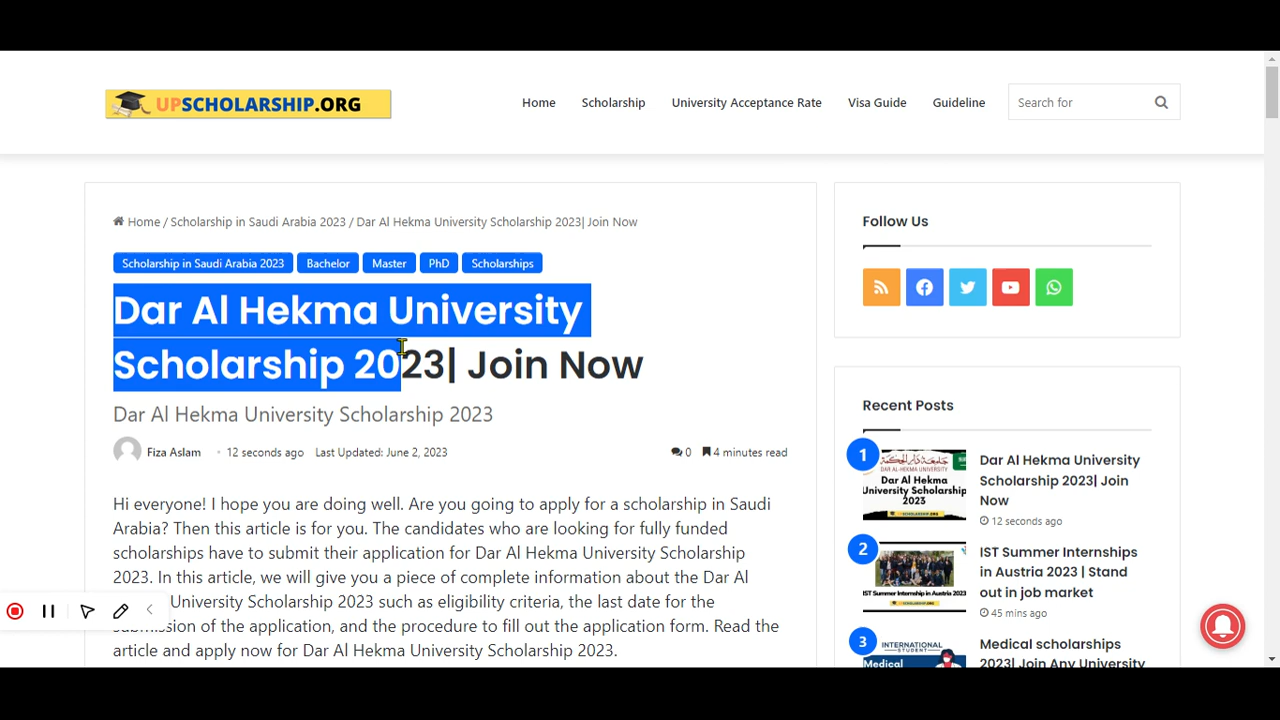 UPSCHOLARSHIP.ORG
Home Scholarship University Acceptance Rate Visa Guide Guideline Search for
Home / Scholarship in Saudi Arabia 2023 / Dar Al Hekma University Scholarship 2023| Join Now
Scholarship in Saudi Arabia 2023 Bachelor Master PhD Scholarships
Dar Al Hekma University
Scholarship 2023| Join Now
Dar Al Hekma University Scholarship 2023
Fiza Aslam 12 seconds ago Last Updated: June 2, 2023 0 4 minutes read
Hi everyone! I hope you are doing well. Are you going to apply for a scholarship in Saudi
Arabia? Then this article is for you. The candidates who are looking for fully funded
scholarships have to submit their application for Dar Al Hekma University Scholarship
2023. In this article, we will give you a piece of complete information about the Dar Al
University Scholarship 2023 such as eligibility criteria, the last date for the
submission of the application, and the procedure to fill out the application form. Read the
article and apply now for Dar Al Hekma University Scholarship 2023.
Follow Us
Recent Posts
1
جامعة دار الحكمة
DAR AL-HEKMA UNIVERSITY
Dar Al Hekma
University Scholarship
2023
Dar Al Hekma University
Scholarship 2023| Join
Now
12 seconds ago
2
IST Summer Internship in Austria 2023
IST Summer Internships
in Austria 2023 | Stand
out in job market
45 mins ago
3
INTERNATIONAL
STUDENT
Medical
Medical scholarships
2023| Join Any University